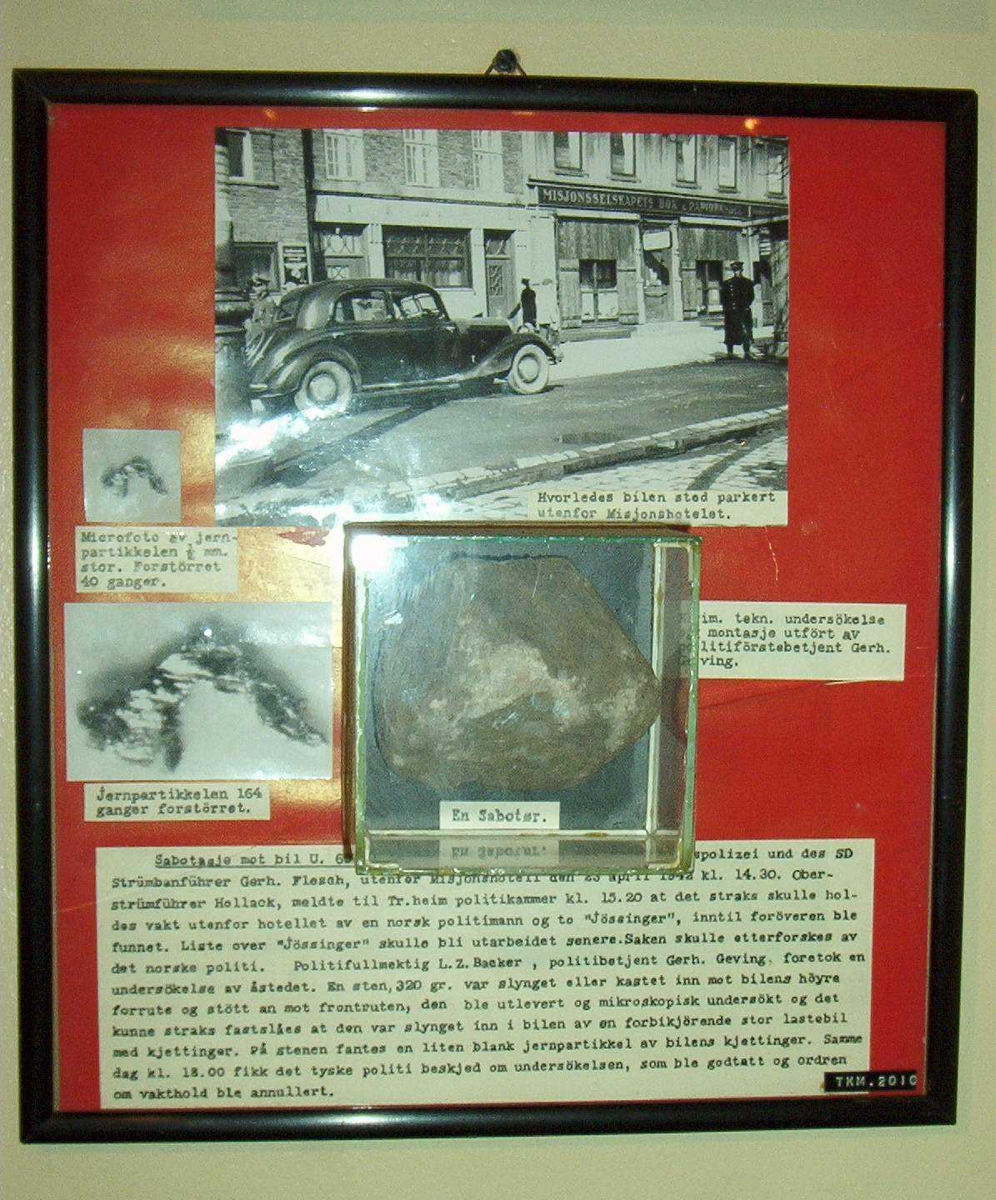 MISJONSSELSKAPETS BOK
Hvorledes bilen stod parkert
utenfor Misjonshotellet.
Microfoto av jern-
partikkelen ½ mm.
stor. Forstörret
40 ganger.
im. tekn. undersökelse
montasje utfört av
litiförstebetjent Gerh.
ving.
Jernpartikkelen 164
ganger forstörret.
En Sabotør.
Sabotasje mot bil U. 6
spolizei und des SD
Strümbanführer Gerh. Flesch, utenfor Misjonshotell den 23 april 1942 kl. 14.30. Ober-
strümführer Hollack, meldte til Tr.heim politikammer kl. 15.20 at det straks skulle hol-
des vakt utenfor hotellet av en norsk politimann og to "Jössinger", inntil foröveren ble
funnet. Liste over "Jössinger" skulle bli utarbeidet senere.Saken skulle etterforskes av
det norske politi. Politifullmektig L.Z.Backer , politibetjent Gerh. Geving, foretok en
undersökelse av åstedet. En sten,320 gr. var slynget eller kastet inn mot bilens höyre
forrute og stött an mot frontruten, den ble utlevert og mikroskopisk undersökt og det
kunne straks fastslåes at den var slynget inn i bilen av en forbikjörende stor lastebil
med kjettinger. På stenen fantes en liten blank jernpartikkel av bilens kjettinger. Samme
dag kl. 18.00 fikk det tyske politi beskjed om undersökelsen, som ble godtatt og ordren
om vakthold ble annullert.
TKM.2010